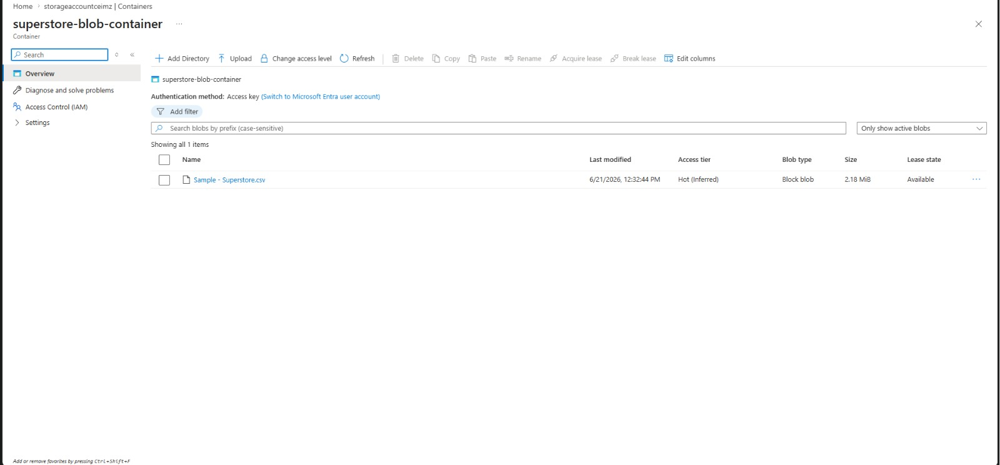 Home > storageaccountceimz | Containers
superstore-blob-container ...
Container
Search
Overview
Diagnose and solve problems
Access Control (IAM)
Settings
Add Directory Upload Change access level Refresh Delete Copy Paste Rename Acquire lease Break lease Edit columns
superstore-blob-container
Authentication method: Access key (Switch to Microsoft Entra user account)
Add filter
Search blobs by prefix (case-sensitive) Only show active blobs
Showing all 1 items
Name Last modified Access tier Blob type Size Lease state
Sample - Superstore.csv 6/21/2026, 12:32:44 PM Hot (Inferred) Block blob 2.18 MiB Available ...
Add or remove favorites by pressing Ctrl+Shift+F